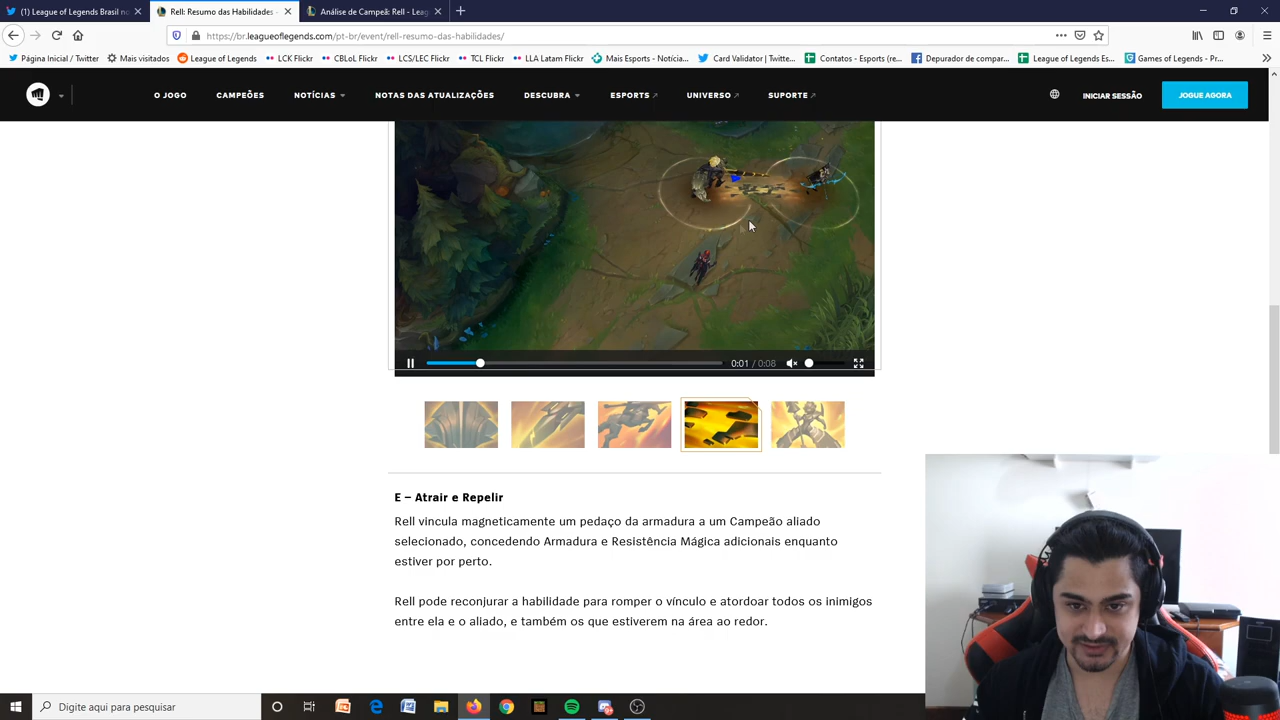 (1) League of Legends Brasil no
Rell: Resumo das Habilidades -
Análise de Campeã: Rell - Leag
https://br.leagueoflegends.com/pt-br/event/rell-resumo-das-habilidades/
Página Inicial / Twitter
Mais visitados
League of Legends
LCK Flickr
CBLoL Flickr
LCS/LEC Flickr
TCL Flickr
LLA Latam Flickr
Mais Esports - Notícia...
Card Validator | Twitte...
Contatos - Esports (re...
Depurador de compar...
League of Legends Es...
Games of Legends - Pr...
O JOGO
CAMPEÕES
NOTÍCIAS
NOTAS DAS ATUALIZAÇÕES
DESCUBRA
ESPORTS
UNIVERSO
SUPORTE
INICIAR SESSÃO
JOGUE AGORA
0:01 / 0:08
E – Atrair e Repelir
Rell vincula magneticamente um pedaço da armadura a um Campeão aliado
selecionado, concedendo Armadura e Resistência Mágica adicionais enquanto
estiver por perto.
Rell pode reconjurar a habilidade para romper o vínculo e atordoar todos os inimigos
entre ela e o aliado, e também os que estiverem na área ao redor.
Digite aqui para pesquisar